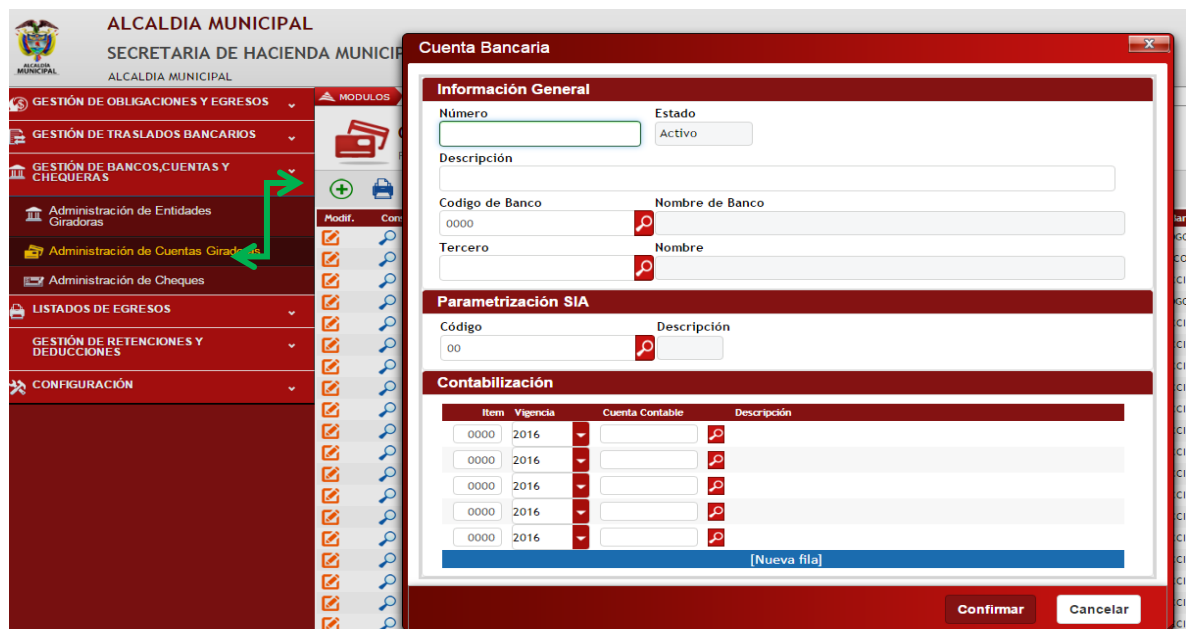 ALCALDIA MUNICIPAL
SECRETARIA DE HACIENDA MUNICIP
ALCALDIA MUNICIPAL
ALCALDÍA
MUNICIPAL
GESTIÓN DE OBLIGACIONES Y EGRESOS
GESTIÓN DE TRASLADOS BANCARIOS
GESTIÓN DE BANCOS,CUENTAS Y
CHEQUERAS
Administración de Entidades
Giradoras
Administración de Cuentas Giradoras
Administración de Cheques
LISTADOS DE EGRESOS
GESTIÓN DE RETENCIONES Y
DEDUCCIONES
CONFIGURACIÓN
MODULOS
Modif. Con
Cuenta Bancaria
X
Información General
Número Estado
Activo
Descripción
Codigo de Banco Nombre de Banco
0000
Tercero Nombre
Parametrización SIA
Código Descripción
00
Contabilización
Item Vigencia Cuenta Contable Descripción
0000 2016
0000 2016
0000 2016
0000 2016
0000 2016
[Nueva fila]
Confirmar Cancelar